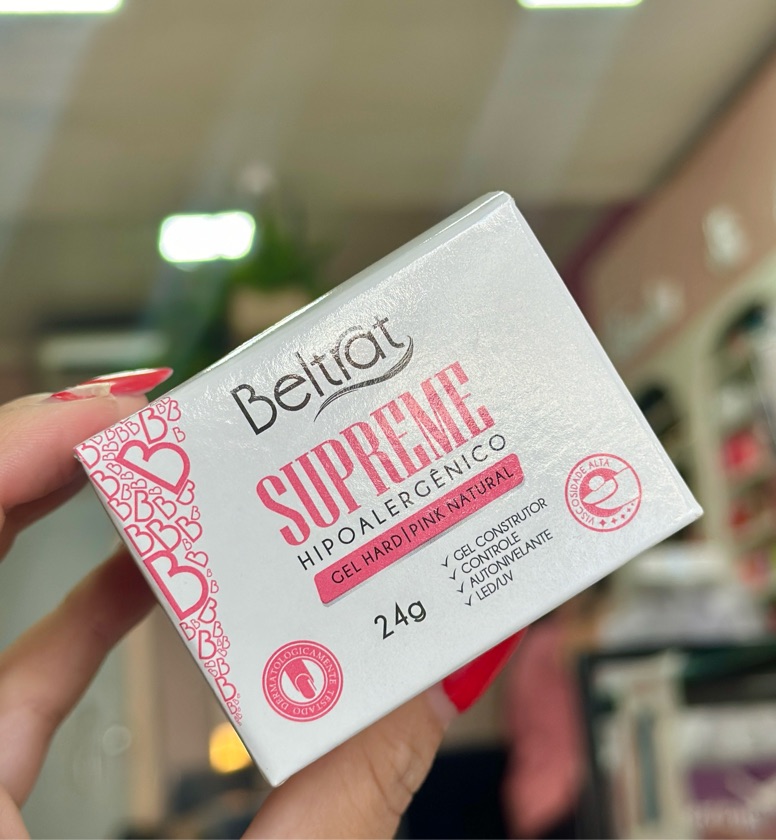 Beltrat
SUPREME
HIPOALERGÊNICO
GEL HARD | PINK NATURAL
✓ GEL CONSTRUTOR
✓ CONTROLE
✓ AUTONIVELANTE
✓ LED/UV
24g
VISCOSIDADE ALTA
DERMATOLOGICAMENTE TESTADO